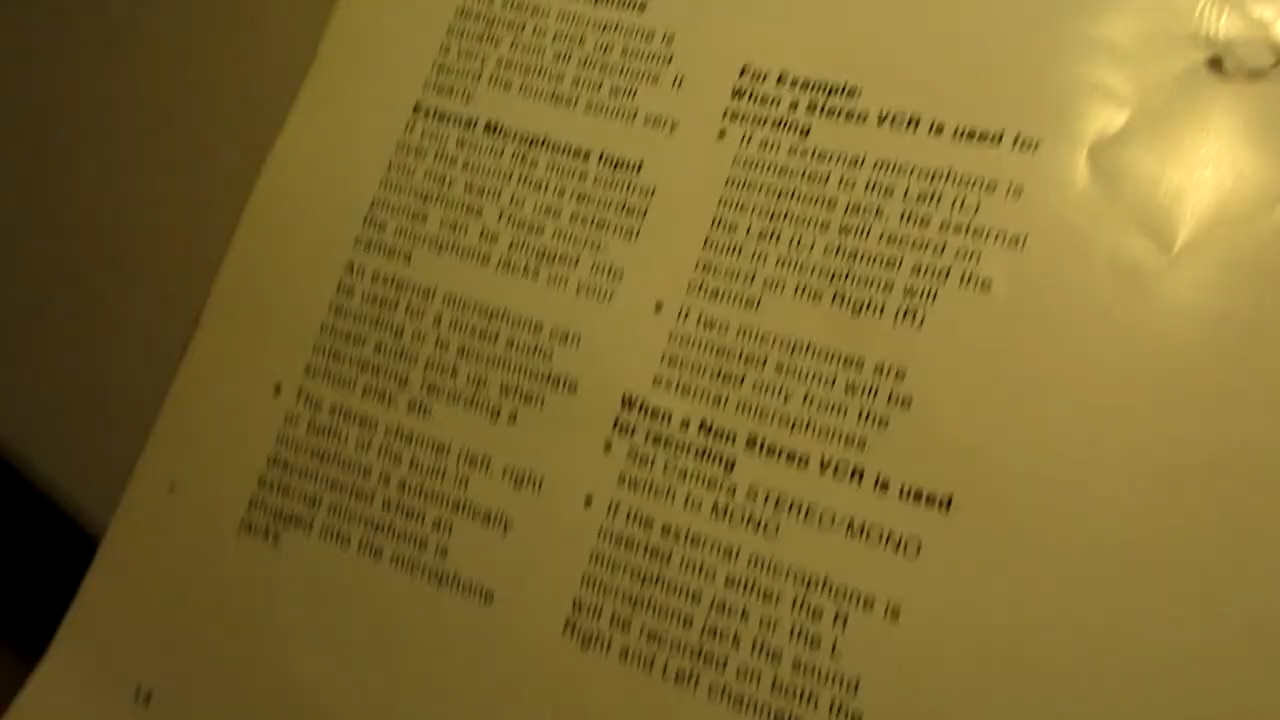 stereo microphone is
designed to pick up sound
equally from all directions. It
is very sensitive and will
record the loudest sound very
clearly.
External Microphones Input
If you would like more control
over the sound that is recorded
you may want to use external
microphones. These micro-
phones can be plugged into
the microphone jacks on your
camera.
An external microphone can
be used for a mixed audio
recording or to accommodate
closer audio pick up, when
interviewing, recording a
school play, etc.
• The stereo channel (left, right
or both) of the built in
microphone is automatically
disconnected when an
external microphone is
plugged into the microphone
jacks.
14
For Example:
When a Stereo VCR is used for
recording
• If an external microphone is
connected to the Left (L)
microphone jack, the external
microphone will record on
the Left (L) channel and the
built in microphone will
record on the Right (R)
channel.
• If two microphones are
connected sound will be
recorded only from the
external microphones.
When a Non Stereo VCR is used
for recording
• Set Camera STEREO/MONO
switch to MONO
• If the external microphone is
inserted into either the R
microphone jack or the L
microphone jack the sound
will be recorded on both the
Right and Left channels